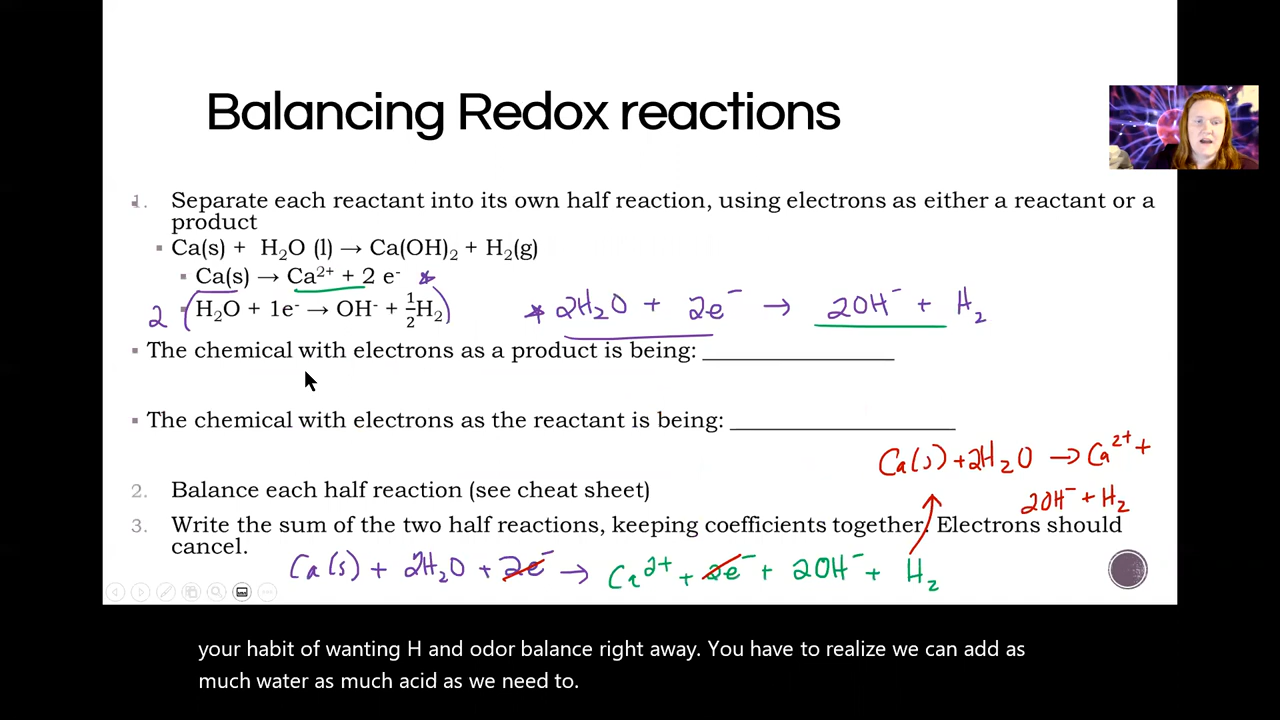 Balancing Redox reactions
1. Separate each reactant into its own half reaction, using electrons as either a reactant or a
product
▪ Ca(s) + H₂O (l) → Ca(OH)₂ + H₂(g)
▪ Ca(s) → Ca²⁺ + 2 e⁻ *
2 (H₂O + 1e⁻ → OH⁻ + ½H₂) * 2H₂O + 2e⁻ → 2OH⁻ + H₂
▪ The chemical with electrons as a product is being: ________________
▪ The chemical with electrons as the reactant is being: ___________________
Ca(s) + 2H₂O → Ca²⁺ +
2OH⁻ + H₂
2. Balance each half reaction (see cheat sheet)
3. Write the sum of the two half reactions, keeping coefficients together. Electrons should
cancel.
Ca(s) + 2H₂O + 2e⁻ → Ca²⁺ + 2e⁻ + 2OH⁻ + H₂
your habit of wanting H and odor balance right away. You have to realize we can add as
much water as much acid as we need to.